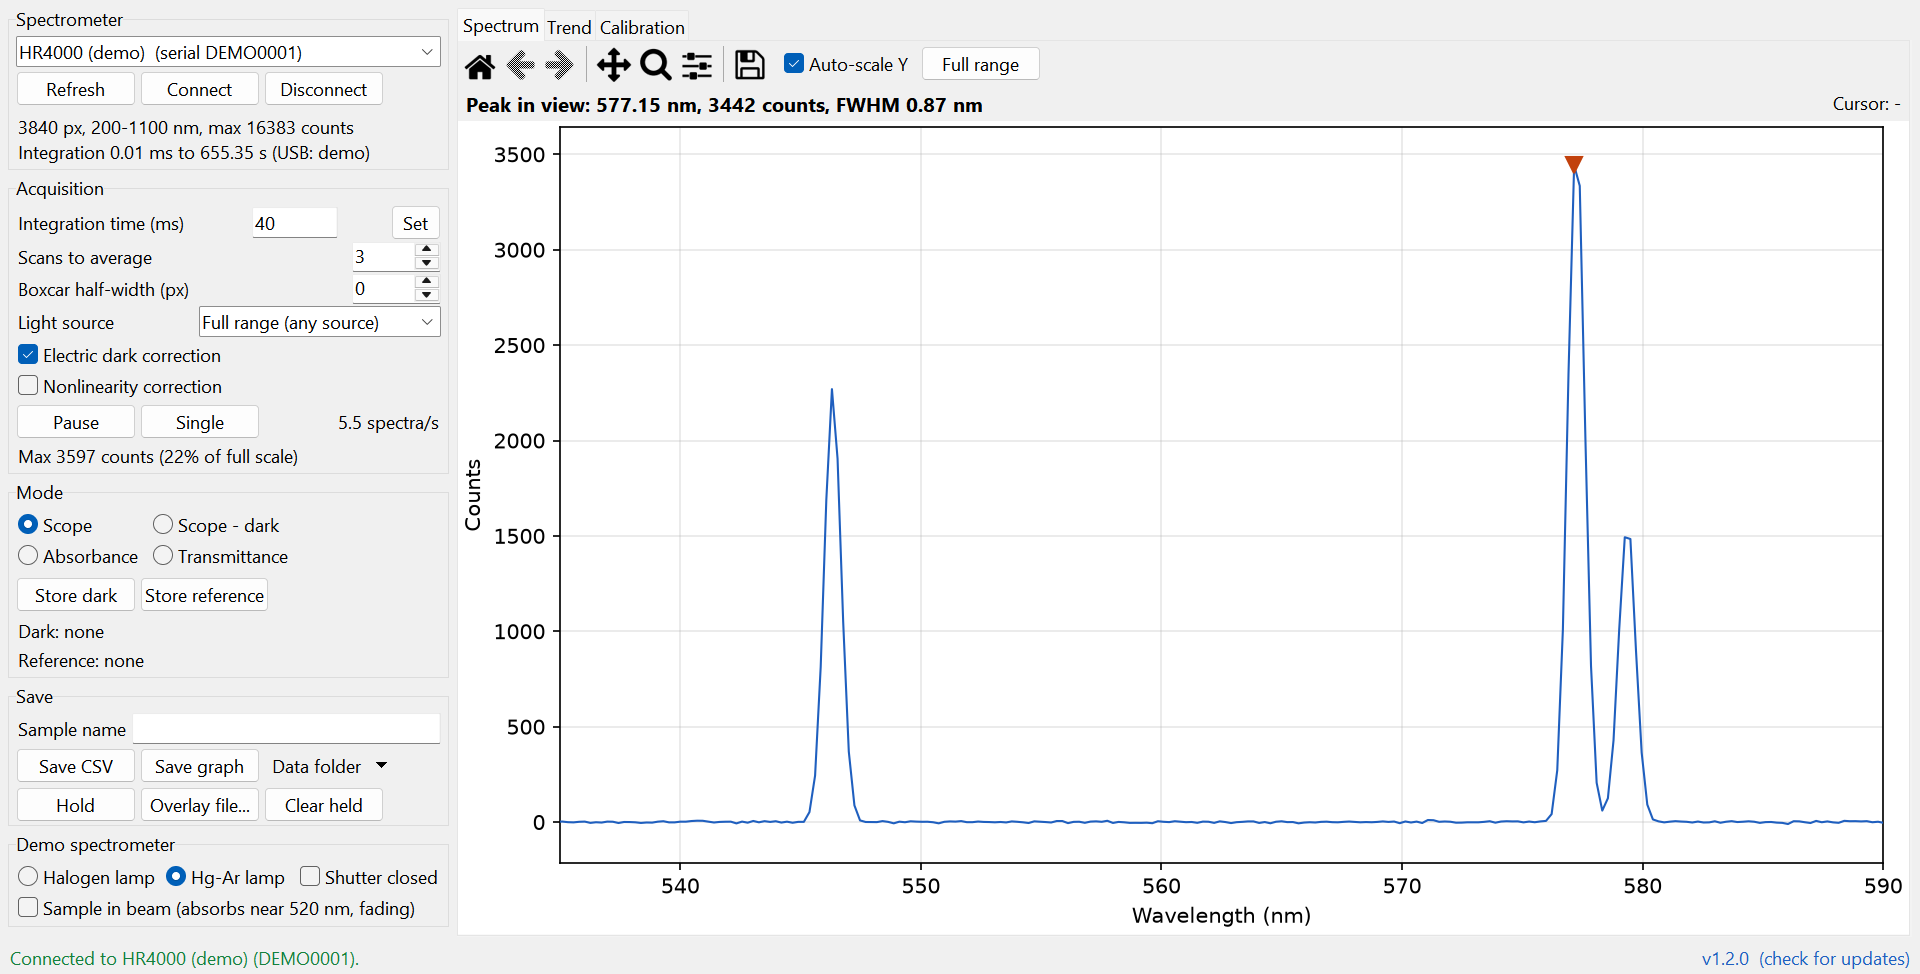 Spectrometer
HR4000 (demo)  (serial DEMO0001)
Refresh
Connect
Disconnect
3840 px, 200-1100 nm, max 16383 counts
Integration 0.01 ms to 655.35 s (USB: demo)
Acquisition
Integration time (ms)
40
Set
Scans to average
3
Boxcar half-width (px)
0
Light source
Full range (any source)
Electric dark correction
Nonlinearity correction
Pause
Single
5.5 spectra/s
Max 3597 counts (22% of full scale)
Mode
Scope
Scope - dark
Absorbance
Transmittance
Store dark
Store reference
Dark: none
Reference: none
Save
Sample name
Save CSV
Save graph
Data folder
Hold
Overlay file...
Clear held
Demo spectrometer
Halogen lamp
Hg-Ar lamp
Shutter closed
Sample in beam (absorbs near 520 nm, fading)
Connected to HR4000 (demo) (DEMO0001).
Spectrum
Trend
Calibration
Auto-scale Y
Full range
Peak in view: 577.15 nm, 3442 counts, FWHM 0.87 nm
Cursor: -
3500
3000
2500
2000
1500
1000
500
0
Counts
540
550
560
570
580
590
Wavelength (nm)
v1.2.0  (check for updates)